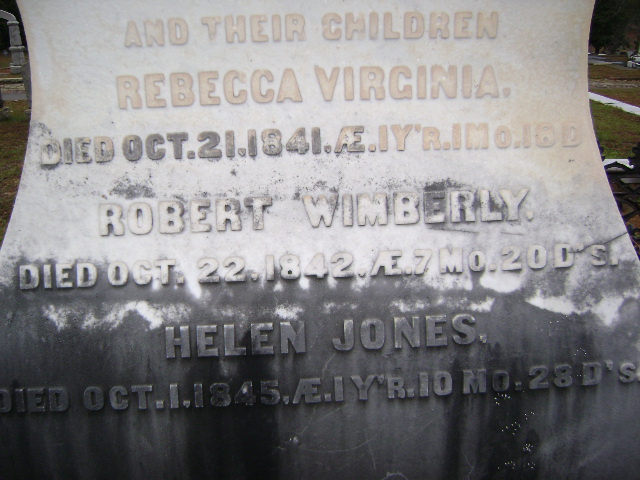 AND THEIR CHILDREN
REBECCA VIRGINIA.
DIED OCT. 21, 1841. Æ. 1 Y'R. 1 MO. 18 D
ROBERT WIMBERLY.
DIED OCT. 22, 1842. Æ. 7 MO. 20 D'S.
HELEN JONES.
DIED OCT. 1, 1845. Æ. 1 Y'R. 10 MO. 28 D'S.